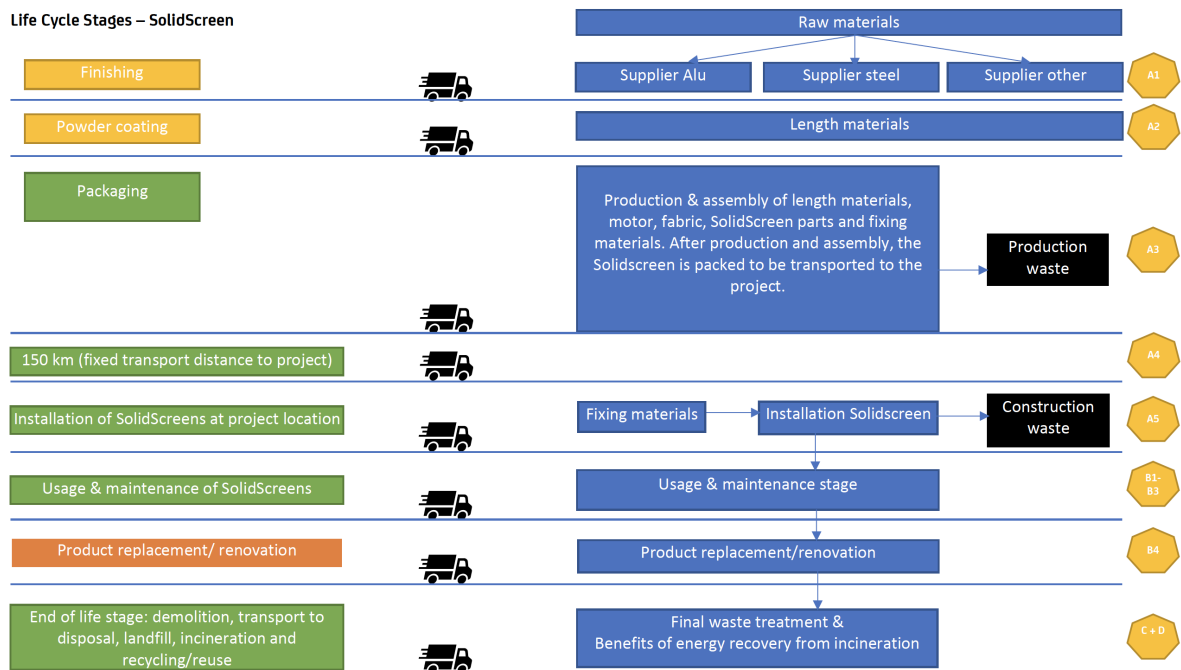 Life Cycle Stages – SolidScreen
Raw materials
Finishing
Supplier Alu
Supplier steel
Supplier other
A1
Powder coating
Length materials
A2
Packaging
Production & assembly of length materials,
motor, fabric, SolidScreen parts and fixing
materials. After production and assembly, the
Solidscreen is packed to be transported to the
project.
Production
waste
A3
150 km (fixed transport distance to project)
A4
Installation of SolidScreens at project location
Fixing materials
Installation Solidscreen
Construction
waste
A5
Usage & maintenance of SolidScreens
Usage & maintenance stage
B1-
B3
Product replacement/ renovation
Product replacement/renovation
B4
End of life stage: demolition, transport to
disposal, landfill, incineration and
recycling/reuse
Final waste treatment &
Benefits of energy recovery from incineration
C + D